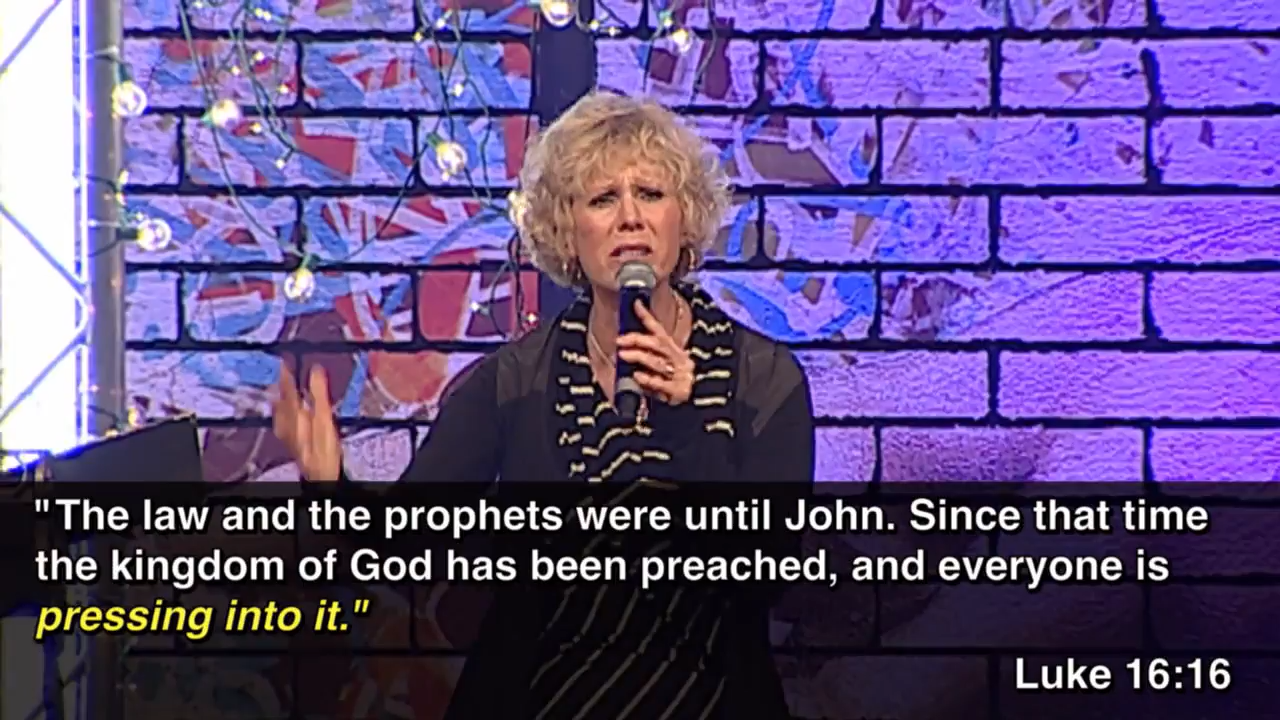 "The law and the prophets were until John. Since that time
the kingdom of God has been preached, and everyone is
pressing into it."
Luke 16:16